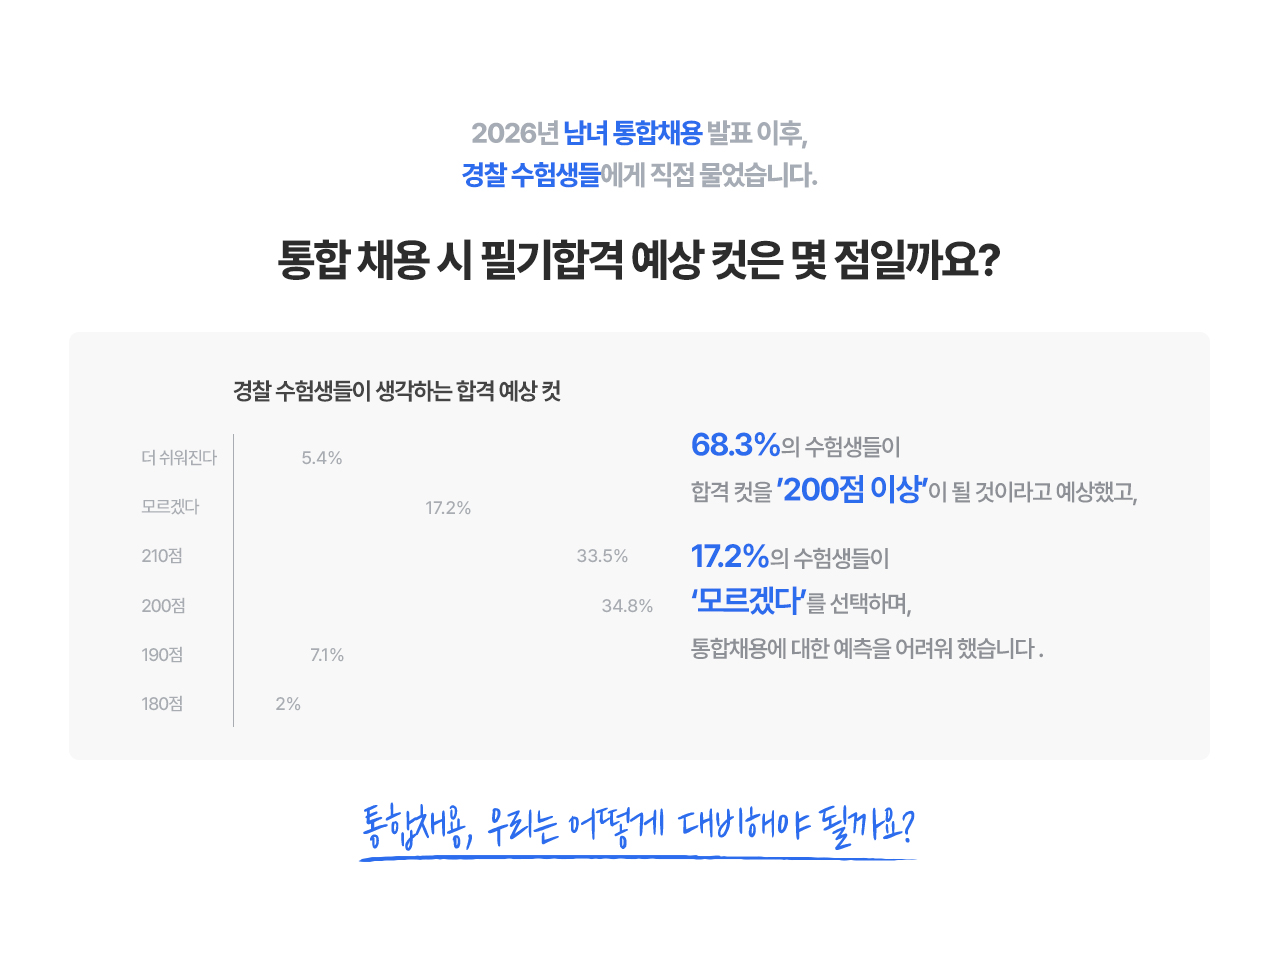 2026년 남녀 통합채용 발표 이후,
경찰 수험생들에게 직접 물었습니다.
통합 채용 시 필기합격 예상 컷은 몇 점일까요?
경찰 수험생들이 생각하는 합격 예상 컷
더 쉬워진다 5.4%
모르겠다 17.2%
210점 33.5%
200점 34.8%
190점 7.1%
180점 2%
68.3%의 수험생들이
합격 컷을 '200점 이상'이 될 것이라고 예상했고,
17.2%의 수험생들이
'모르겠다'를 선택하며,
통합채용에 대한 예측을 어려워 했습니다 .
통합채용, 우리는 어떻게 대비해야 될까요?